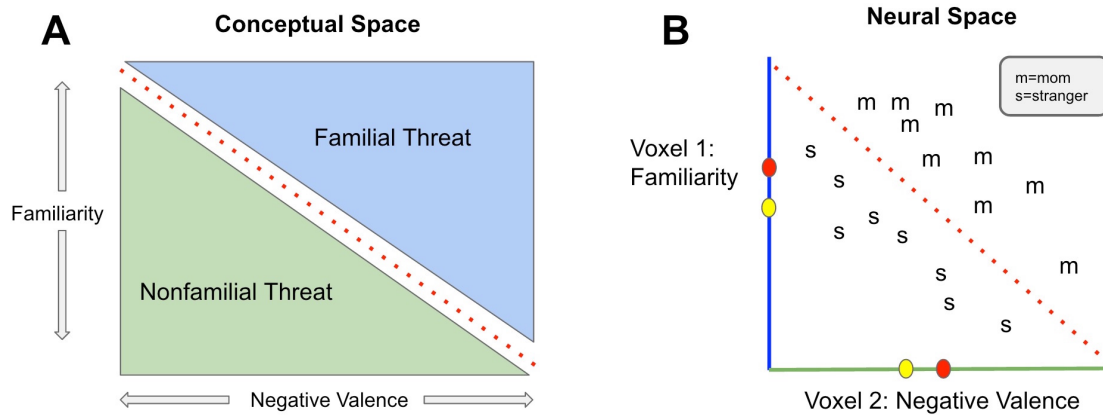 A
Conceptual Space
Familiarity
Familial Threat
Nonfamilial Threat
Negative Valence
B
Neural Space
m=mom
s=stranger
Voxel 1:
Familiarity
m m m
m
s
m m
s
m
s
m
s s
s
m
s
s
Voxel 2: Negative Valence